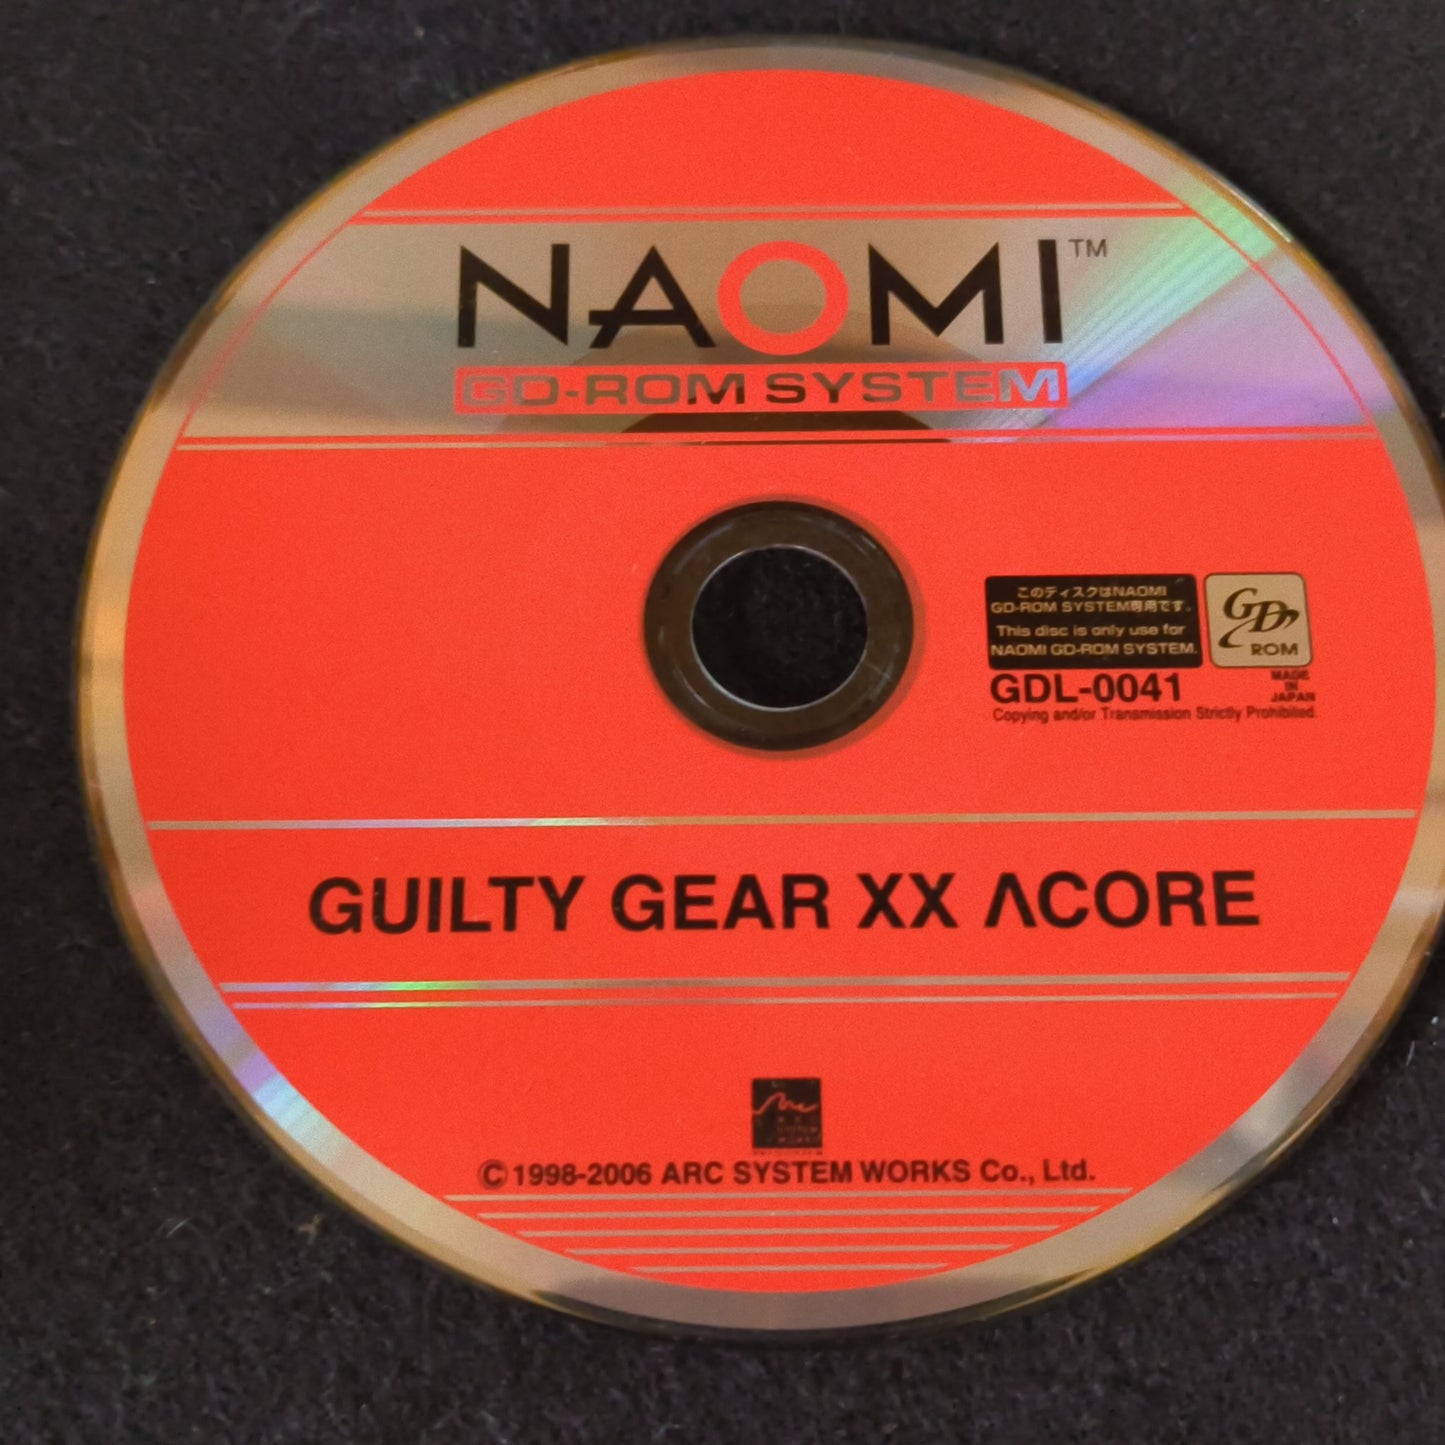 NAOMI™
GD-ROM SYSTEM
このディスクはNAOMI
GD-ROM SYSTEM専用です。
This disc is only use for
NAOMI GD-ROM SYSTEM.
GD
ROM
GDL-0041
MADE
IN
JAPAN
Copying and/or Transmission Strictly Prohibited.
GUILTY GEAR XX ΛCORE
©1998-2006 ARC SYSTEM WORKS Co., Ltd.